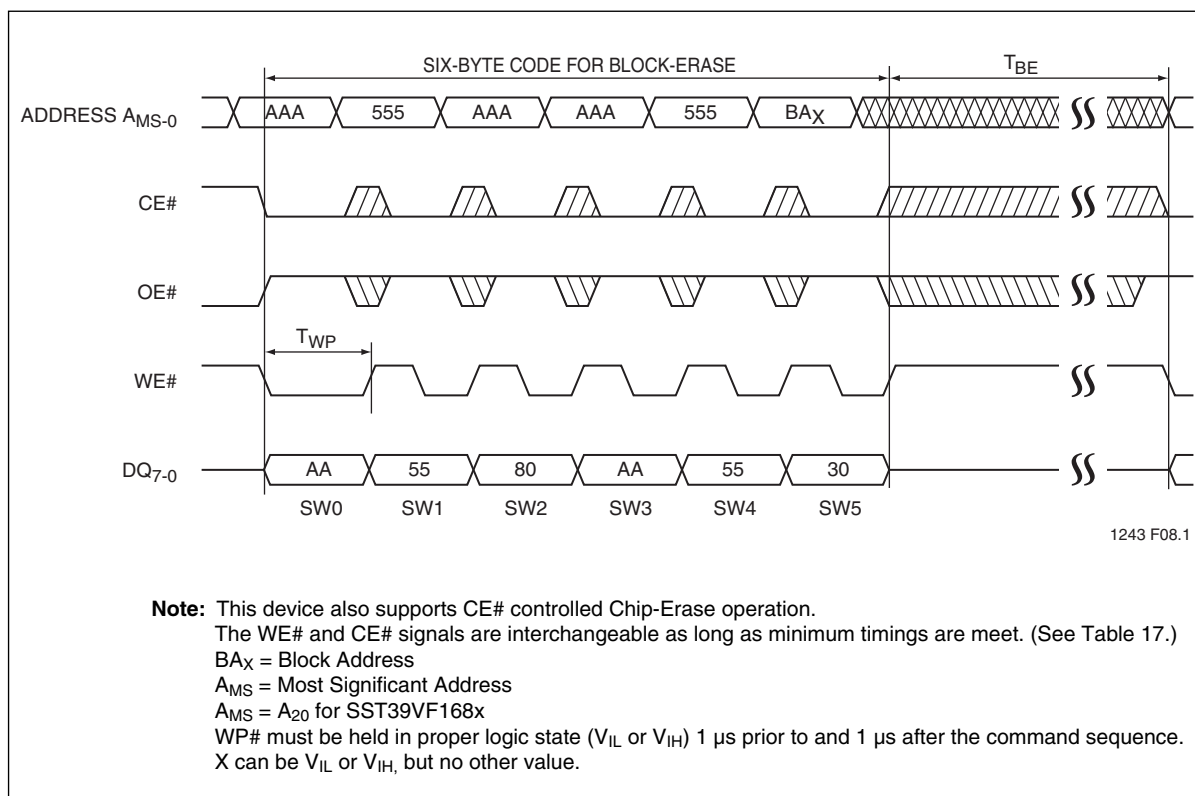 SIX-BYTE CODE FOR BLOCK-ERASE TBE
ADDRESS AMS-0 AAA 555 AAA AAA 555 BAX
CE#
OE#
TWP
WE#
DQ7-0 AA 55 80 AA 55 30
SW0 SW1 SW2 SW3 SW4 SW5
1243 F08.1
Note: This device also supports CE# controlled Chip-Erase operation.
The WE# and CE# signals are interchangeable as long as minimum timings are meet. (See Table 17.)
BAX = Block Address
AMS = Most Significant Address
AMS = A20 for SST39VF168x
WP# must be held in proper logic state (VIL or VIH) 1 µs prior to and 1 µs after the command sequence.
X can be VIL or VIH, but no other value.